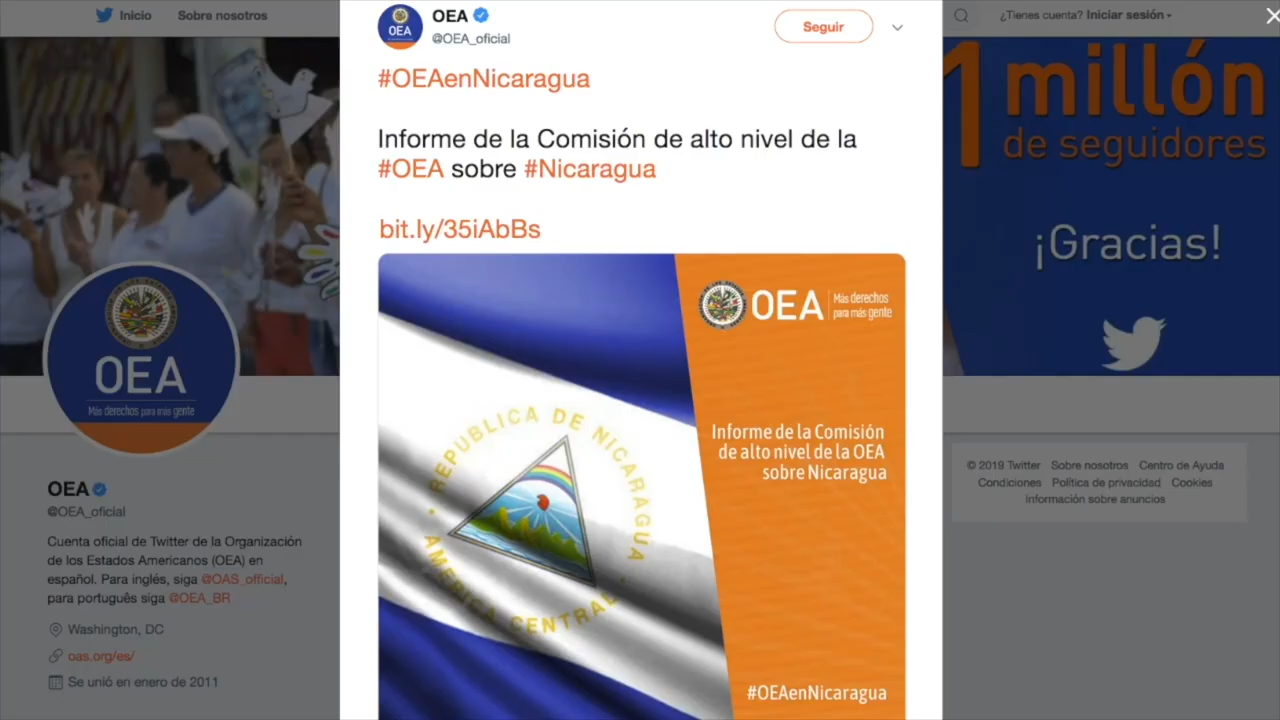 Inicio
Sobre nosotros
OEA
@OEA_oficial
Seguir
¿Tienes cuenta? Iniciar sesión
#OEAenNicaragua
Informe de la Comisión de alto nivel de la
#OEA sobre #Nicaragua
bit.ly/35iAbBs
OEA
Más derechos
para más gente
REPUBLICA DE NICARAGUA
AMERICA CENTRAL
Informe de la Comisión
de alto nivel de la OEA
sobre Nicaragua
#OEAenNicaragua
OEA
Más derechos para más gente
OEA
@OEA_oficial
Cuenta oficial de Twitter de la Organización
de los Estados Americanos (OEA) en
español. Para inglés, siga @OAS_official,
para português siga @OEA_BR
Washington, DC
oas.org/es/
Se unió en enero de 2011
1 millón
de seguidores
¡Gracias!
© 2019 Twitter Sobre nosotros Centro de Ayuda
Condiciones Política de privacidad Cookies
Información sobre anuncios